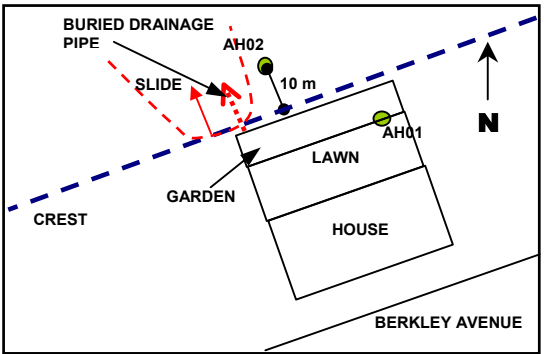 BURIED DRAINAGE
PIPE
AH02
SLIDE
10 m
N
AH01
LAWN
GARDEN
CREST
HOUSE
BERKLEY AVENUE